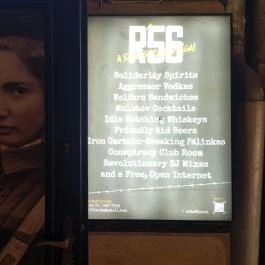 R56
Solidarity Spirits
Aggressor Vodkas
Welfare Sandwiches
Molotov Cocktails
Idle Watching Whiskeys
Friendly Aid Beers
Iron Curtain-Breaking Pálinkas
Conspiracy Club Room
Revolutionary DJ Mixes
and a Free, Open Internet